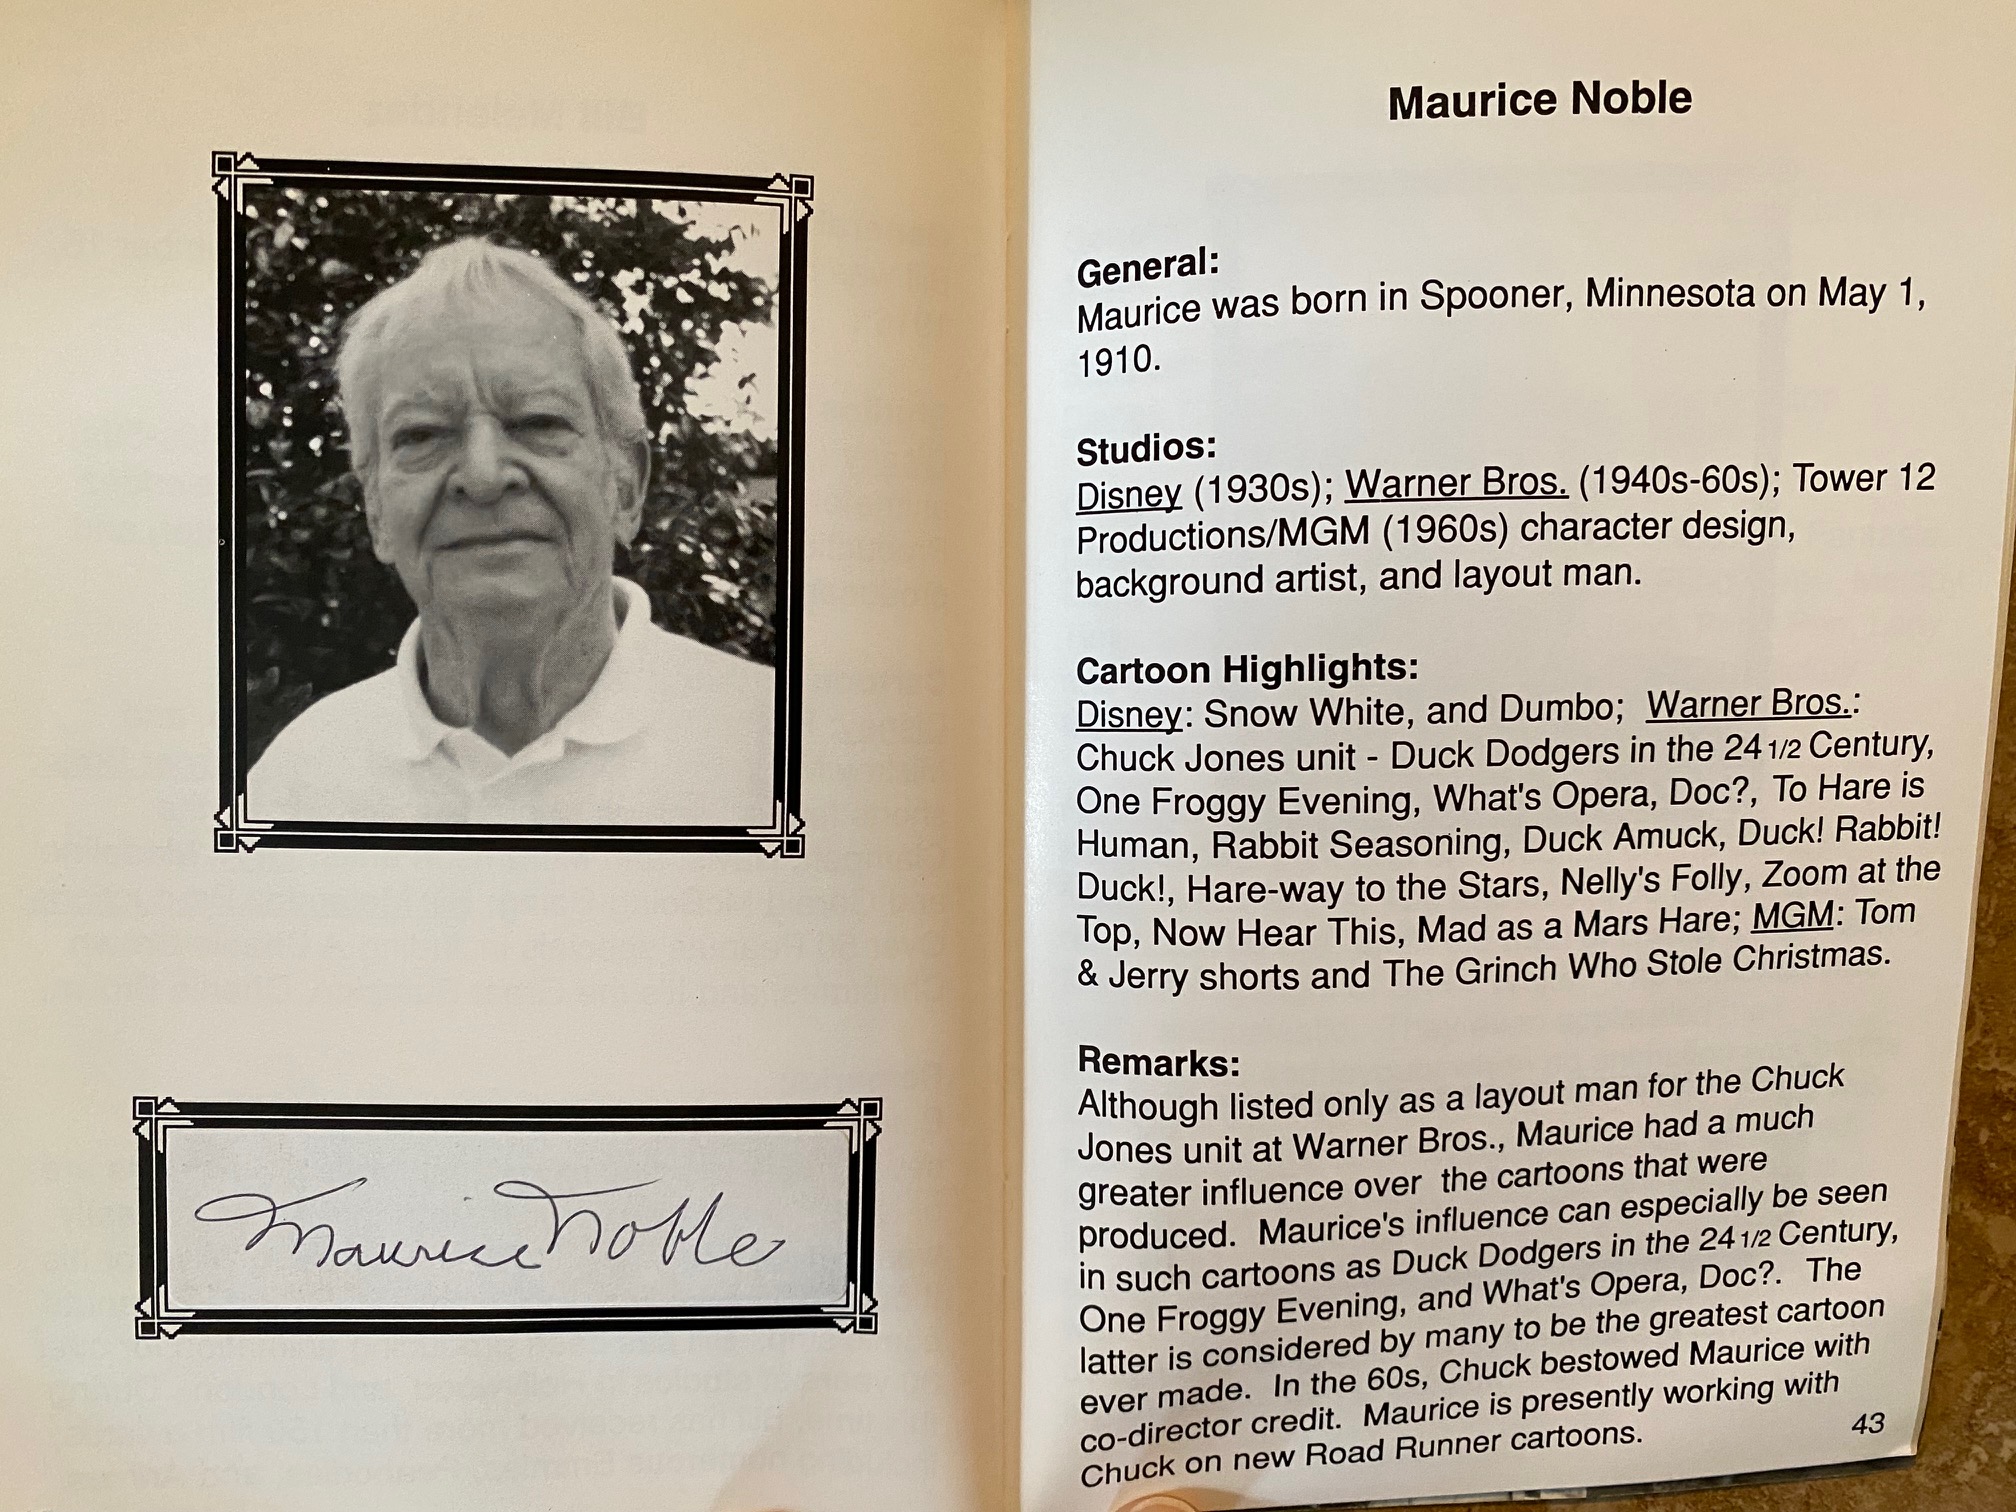 Maurice Noble
Maurice Noble
General:
Maurice was born in Spooner, Minnesota on May 1,
1910.
Studios:
Disney (1930s); Warner Bros. (1940s-60s); Tower 12
Productions/MGM (1960s) character design,
background artist, and layout man.
Cartoon Highlights:
Disney: Snow White, and Dumbo; Warner Bros.:
Chuck Jones unit - Duck Dodgers in the 24 1/2 Century,
One Froggy Evening, What's Opera, Doc?, To Hare is
Human, Rabbit Seasoning, Duck Amuck, Duck! Rabbit!
Duck!, Hare-way to the Stars, Nelly's Folly, Zoom at the
Top, Now Hear This, Mad as a Mars Hare; MGM: Tom
& Jerry shorts and The Grinch Who Stole Christmas.
Remarks:
Although listed only as a layout man for the Chuck
Jones unit at Warner Bros., Maurice had a much
greater influence over the cartoons that were
produced. Maurice's influence can especially be seen
in such cartoons as Duck Dodgers in the 24 1/2 Century,
One Froggy Evening, and What's Opera, Doc?. The
latter is considered by many to be the greatest cartoon
ever made. In the 60s, Chuck bestowed Maurice with
co-director credit. Maurice is presently working with
Chuck on new Road Runner cartoons.
43